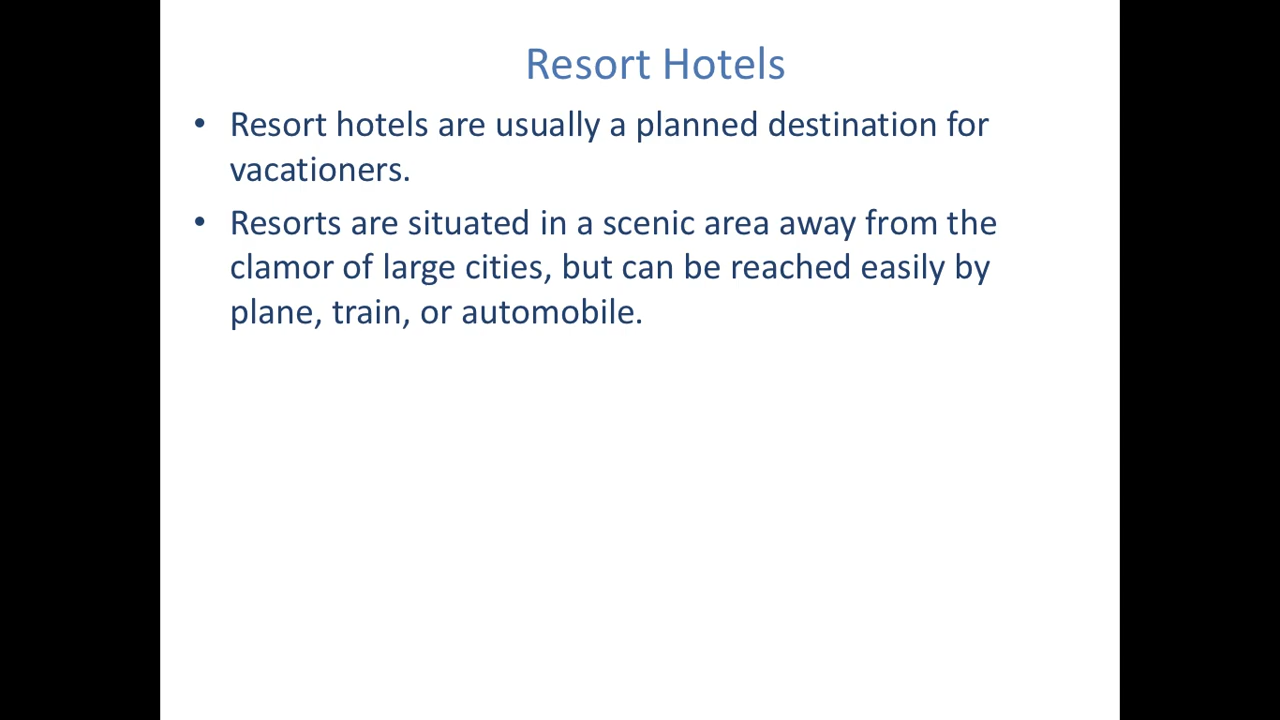 Resort Hotels
• Resort hotels are usually a planned destination for
vacationers.
• Resorts are situated in a scenic area away from the
clamor of large cities, but can be reached easily by
plane, train, or automobile.